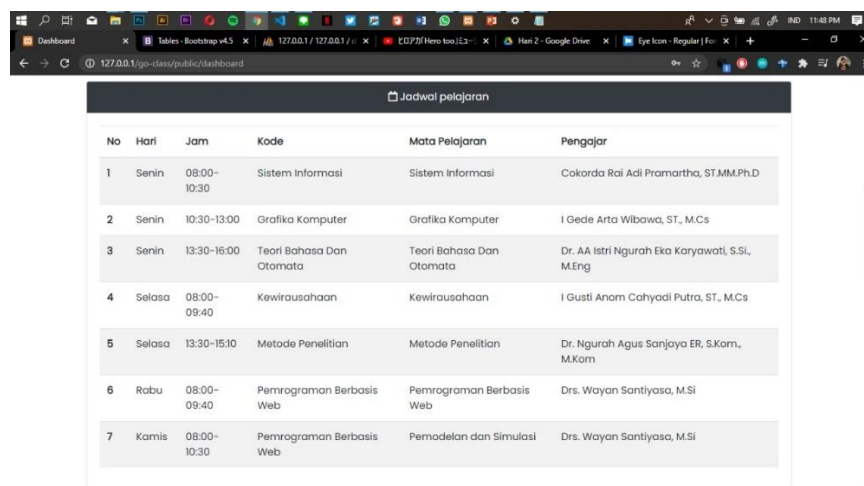 IND 11:48 PM
Dashboard
Tables · Bootstrap v4.5
127.0.0.1 / 127.0.0.1 /
Hari 2 - Google Drive
Eye Icon - Regular | Fo
127.0.0.1/go-class/public/dashboard
Jadwal pelajaran
No Hari Jam Kode Mata Pelajaran Pengajar
1 Senin 08:00- Sistem Informasi Sistem Informasi Cokorda Rai Adi Pramartha, ST.MM.Ph.D
10:30
2 Senin 10:30-13:00 Grafika Komputer Grafika Komputer I Gede Arta Wibawa, ST., M.Cs
3 Senin 13:30-16:00 Teori Bahasa Dan Teori Bahasa Dan Dr. AA Istri Ngurah Eka Karyawati, S.Si.,
Otomata Otomata M.Eng
4 Selasa 08:00- Kewirausahaan Kewirausahaan I Gusti Anom Cahyadi Putra, ST., M.Cs
09:40
5 Selasa 13:30-15:10 Metode Penelitian Metode Penelitian Dr. Ngurah Agus Sanjaya ER, S.Kom.,
M.Kom
6 Rabu 08:00- Pemrograman Berbasis Pemrograman Berbasis Drs. Wayan Santiyasa, M.Si
09:40 Web Web
7 Kamis 08:00- Pemrograman Berbasis Pemodelan dan Simulasi Drs. Wayan Santiyasa, M.Si
10:30 Web